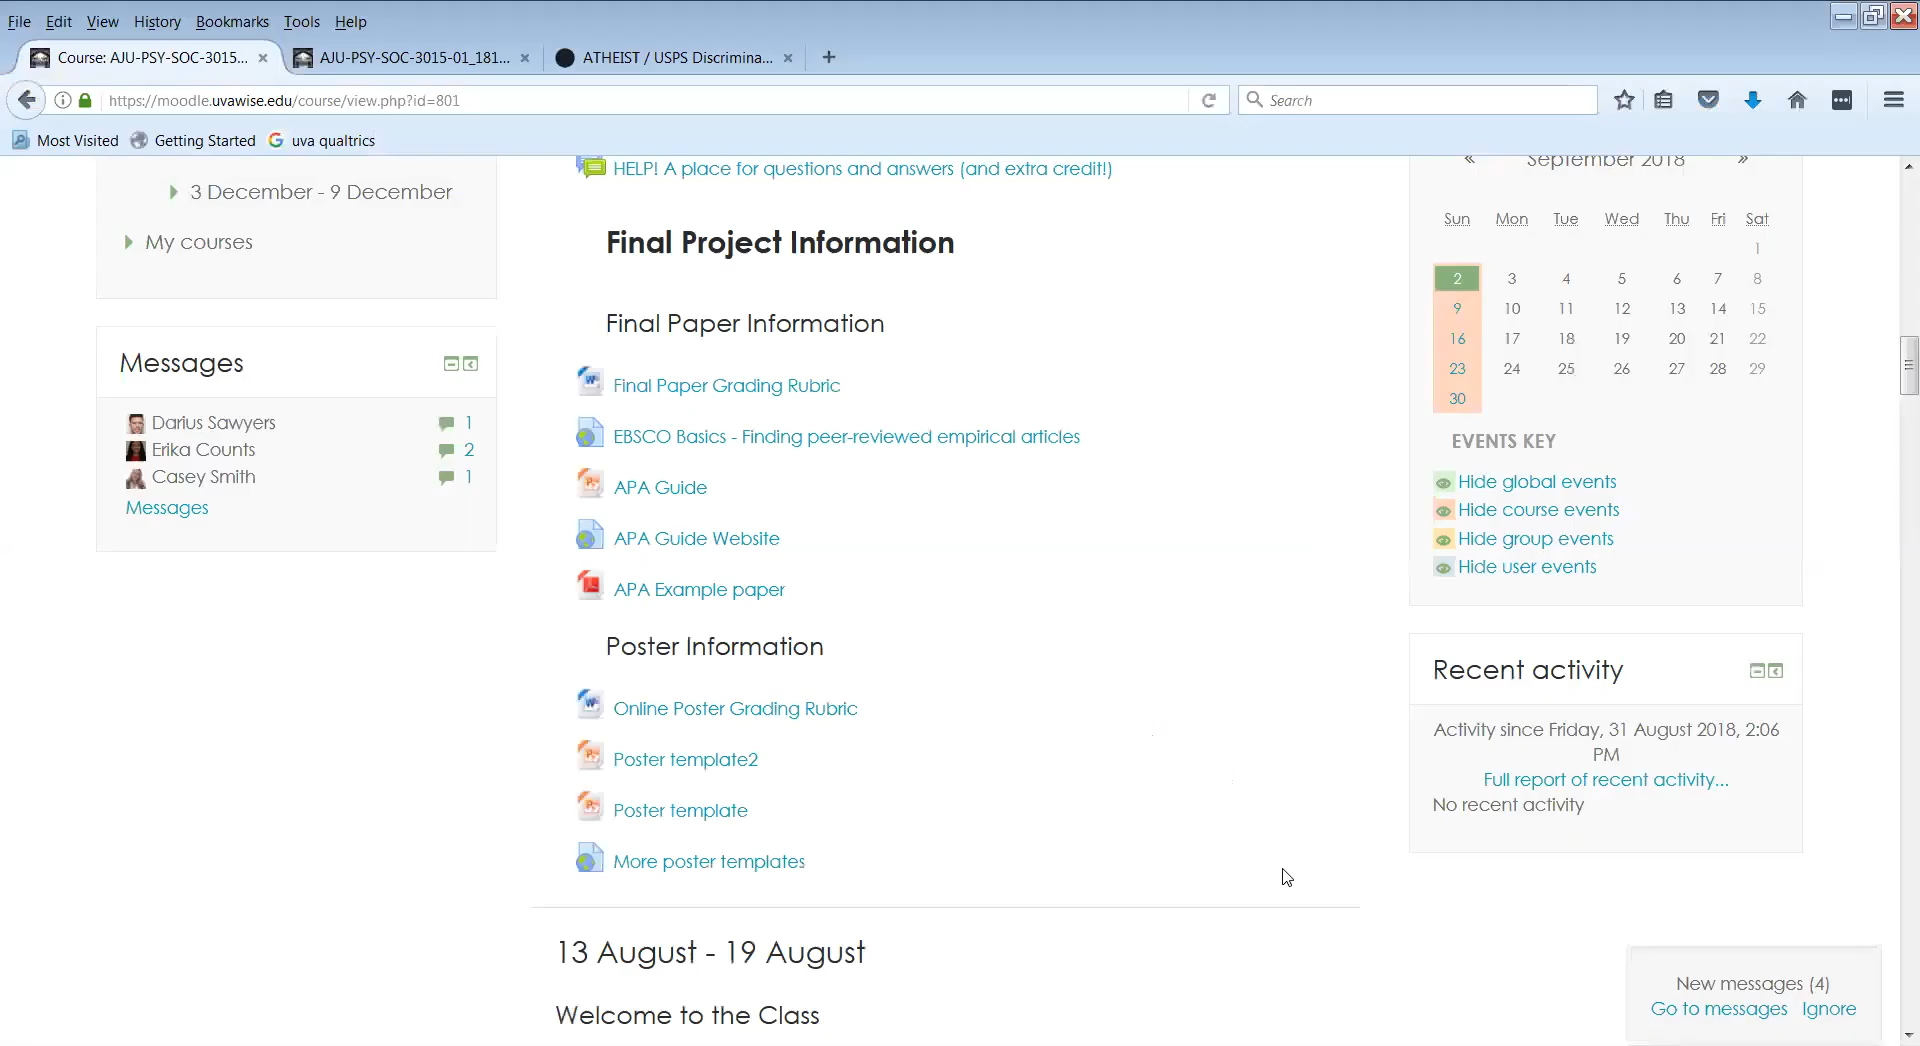 File Edit View History Bookmarks Tools Help
Course: AJU-PSY-SOC-3015...
AJU-PSY-SOC-3015-01_181...
ATHEIST / USPS Discrimina...
https://moodle.uvawise.edu/course/view.php?id=801
Search
Most Visited
Getting Started
uva qualtrics
3 December - 9 December
My courses
Messages
Darius Sawyers 1
Erika Counts 2
Casey Smith 1
Messages
HELP! A place for questions and answers (and extra credit!)
Final Project Information
Final Paper Information
Final Paper Grading Rubric
EBSCO Basics - Finding peer-reviewed empirical articles
APA Guide
APA Guide Website
APA Example paper
Poster Information
Online Poster Grading Rubric
Poster template2
Poster template
More poster templates
13 August - 19 August
Welcome to the Class
« September 2018 »
Sun Mon Tue Wed Thu Fri Sat
1
2 3 4 5 6 7 8
9 10 11 12 13 14 15
16 17 18 19 20 21 22
23 24 25 26 27 28 29
30
EVENTS KEY
Hide global events
Hide course events
Hide group events
Hide user events
Recent activity
Activity since Friday, 31 August 2018, 2:06
PM
Full report of recent activity...
No recent activity
New messages (4)
Go to messages Ignore